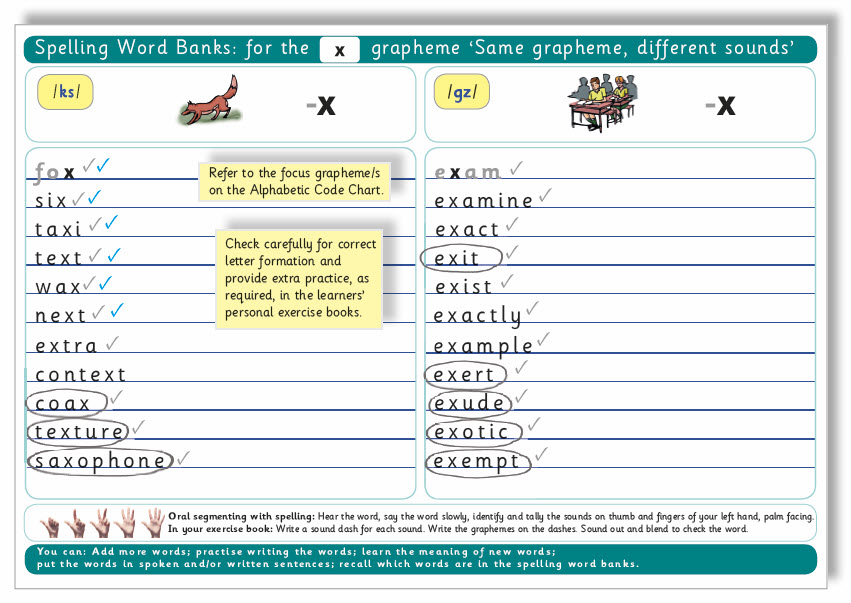 Spelling Word Banks: for the x grapheme ‘Same grapheme, different sounds’
/ks/
-x
fox
six
taxi
text
wax
next
extra
context
coax
texture
saxophone
Refer to the focus grapheme/s
on the Alphabetic Code Chart.
Check carefully for correct
letter formation and
provide extra practice, as
required, in the learners’
personal exercise books.
/gz/
-x
exam
examine
exact
exit
exist
exactly
example
exert
exude
exotic
exempt
Oral segmenting with spelling: Hear the word, say the word slowly, identify and tally the sounds on thumb and fingers of your left hand, palm facing.
In your exercise book: Write a sound dash for each sound. Write the graphemes on the dashes. Sound out and blend to check the word.
You can: Add more words; practise writing the words; learn the meaning of new words;
put the words in spoken and/or written sentences; recall which words are in the spelling word banks.